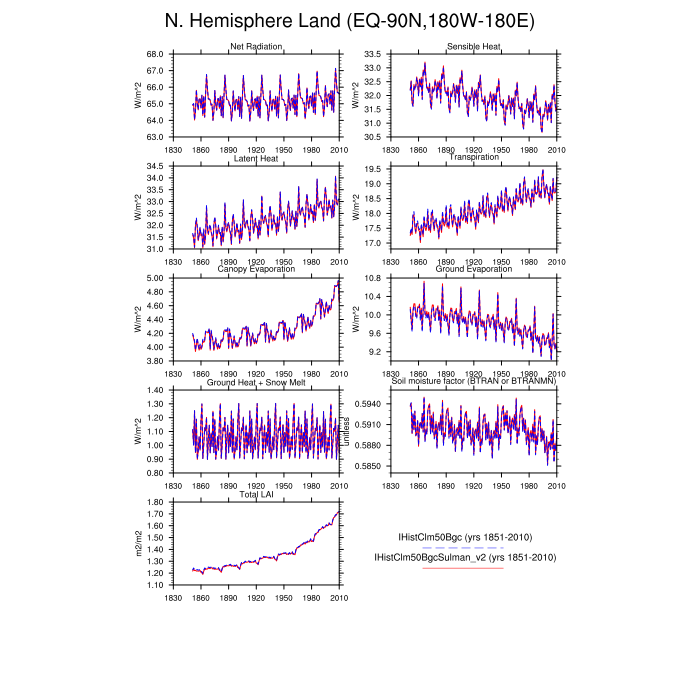 N. Hemisphere Land (EQ-90N,180W-180E)
Net Radiation
Sensible Heat
68.0
67.0
66.0
65.0
64.0
63.0
W/m^2
1830 1860 1890 1920 1950 1980 2010
33.5
33.0
32.5
32.0
31.5
31.0
30.5
W/m^2
1830 1860 1890 1920 1950 1980 2010
Latent Heat
Transpiration
34.5
34.0
33.5
33.0
32.5
32.0
31.5
31.0
W/m^2
1830 1860 1890 1920 1950 1980 2010
19.5
19.0
18.5
18.0
17.5
17.0
W/m^2
1830 1860 1890 1920 1950 1980 2010
Canopy Evaporation
Ground Evaporation
5.00
4.80
4.60
4.40
4.20
4.00
3.80
W/m^2
1830 1860 1890 1920 1950 1980 2010
10.8
10.4
10.0
9.6
9.2
W/m^2
1830 1860 1890 1920 1950 1980 2010
Ground Heat + Snow Melt
Soil moisture factor (BTRAN or BTRANMN)
1.40
1.30
1.20
1.10
1.00
0.90
0.80
W/m^2
1830 1860 1890 1920 1950 1980 2010
0.5940
0.5910
0.5880
0.5850
unitless
1830 1860 1890 1920 1950 1980 2010
Total LAI
1.80
1.70
1.60
1.50
1.40
1.30
1.20
1.10
m2/m2
1830 1860 1890 1920 1950 1980 2010
IHistClm50Bgc (yrs 1851-2010)
IHistClm50BgcSulman_v2 (yrs 1851-2010)